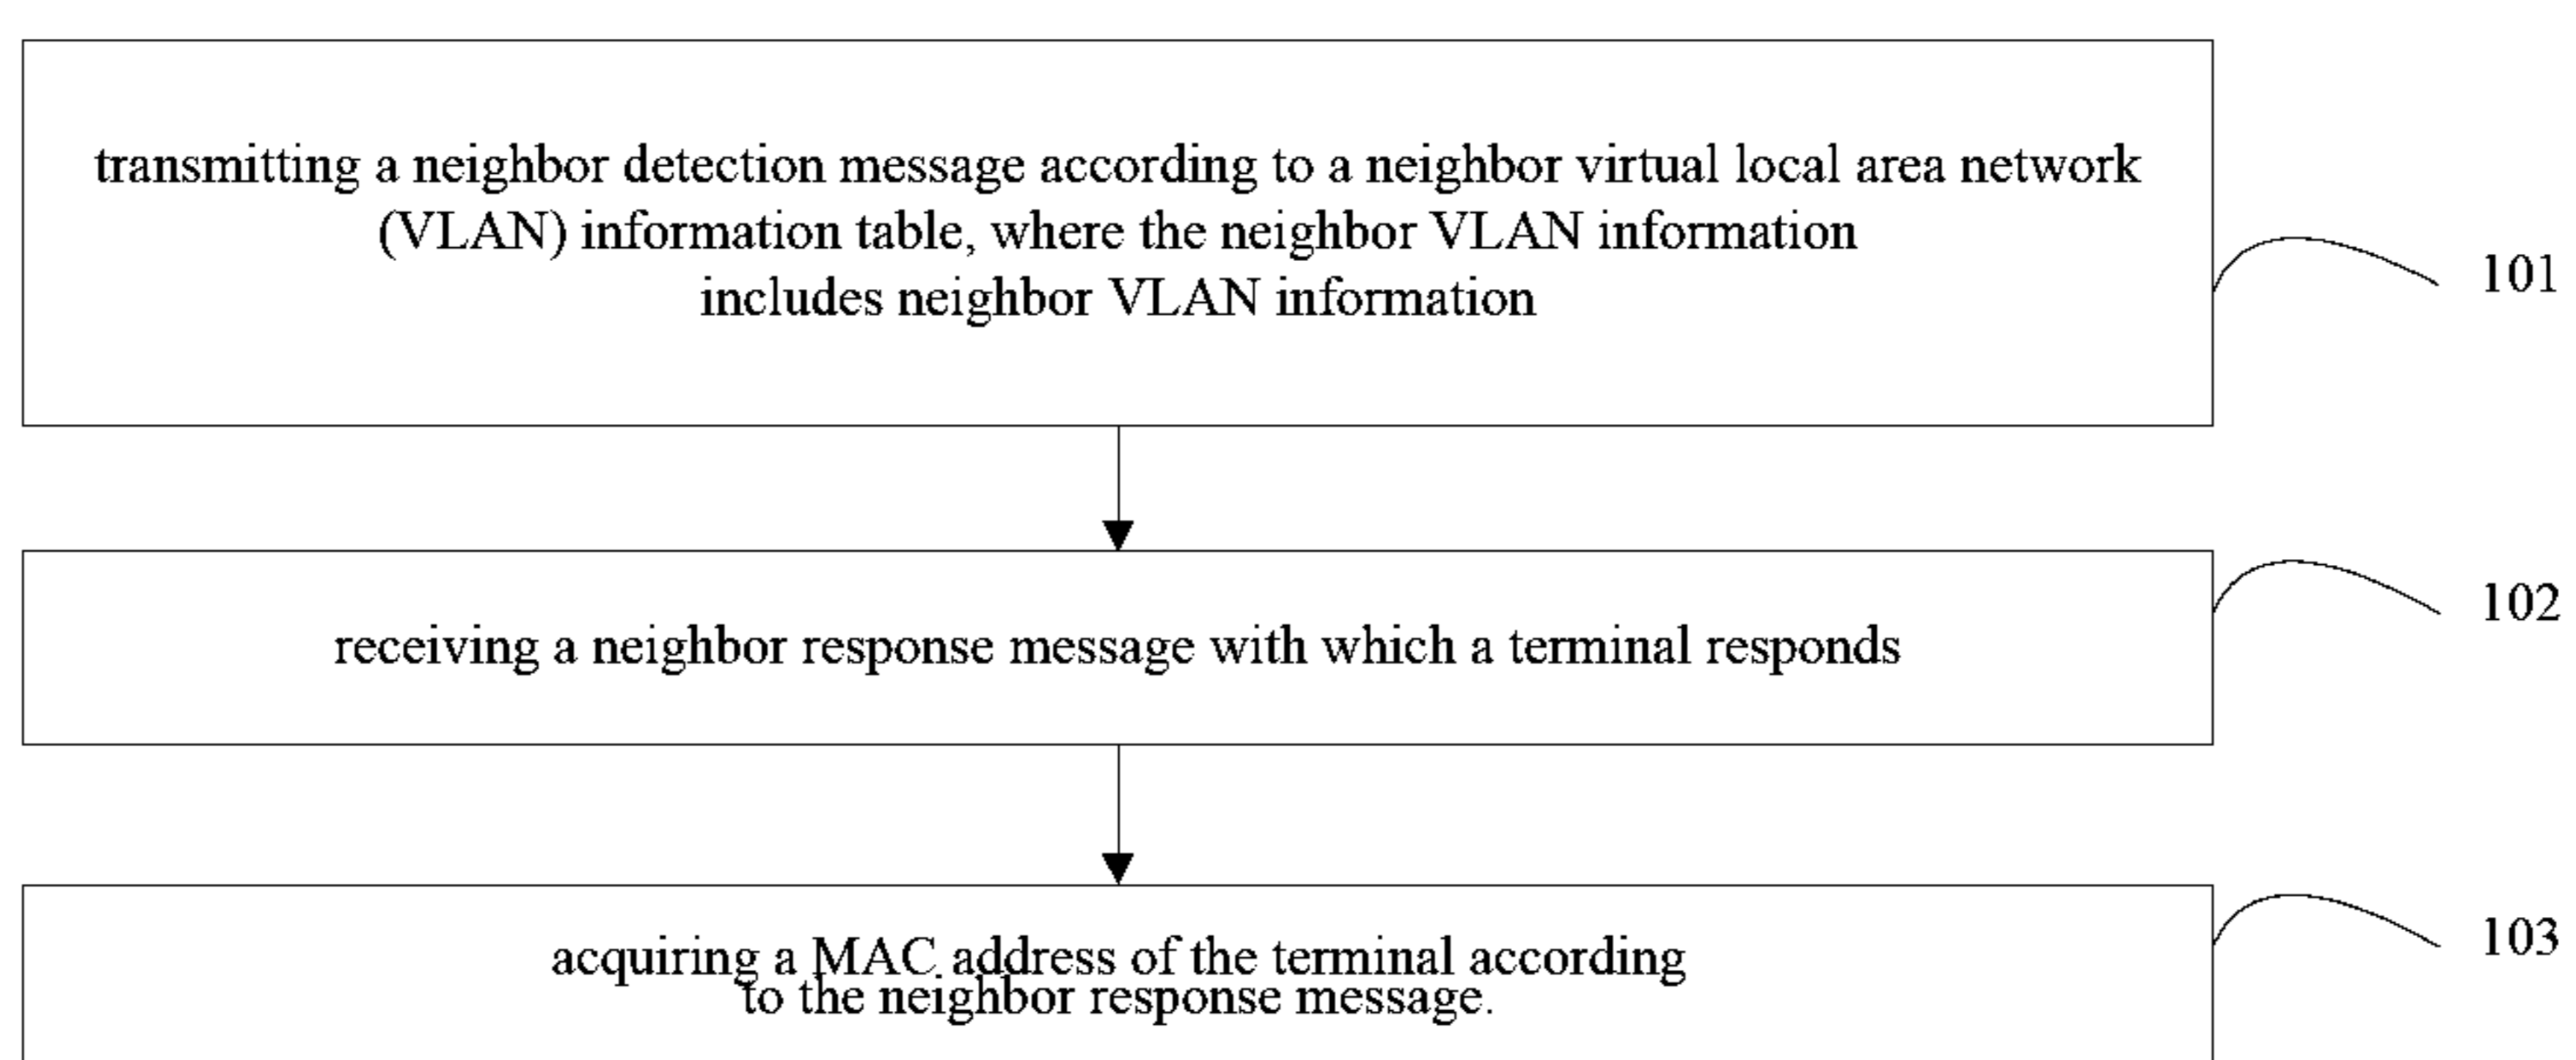 transmitting a neighbor detection message according to a neighbor virtual local area network
(VLAN) information table, where the neighbor VLAN information
includes neighbor VLAN information
101
receiving a neighbor response message with which a terminal responds
102
acquiring a MAC address of the terminal according
to the neighbor response message.
103